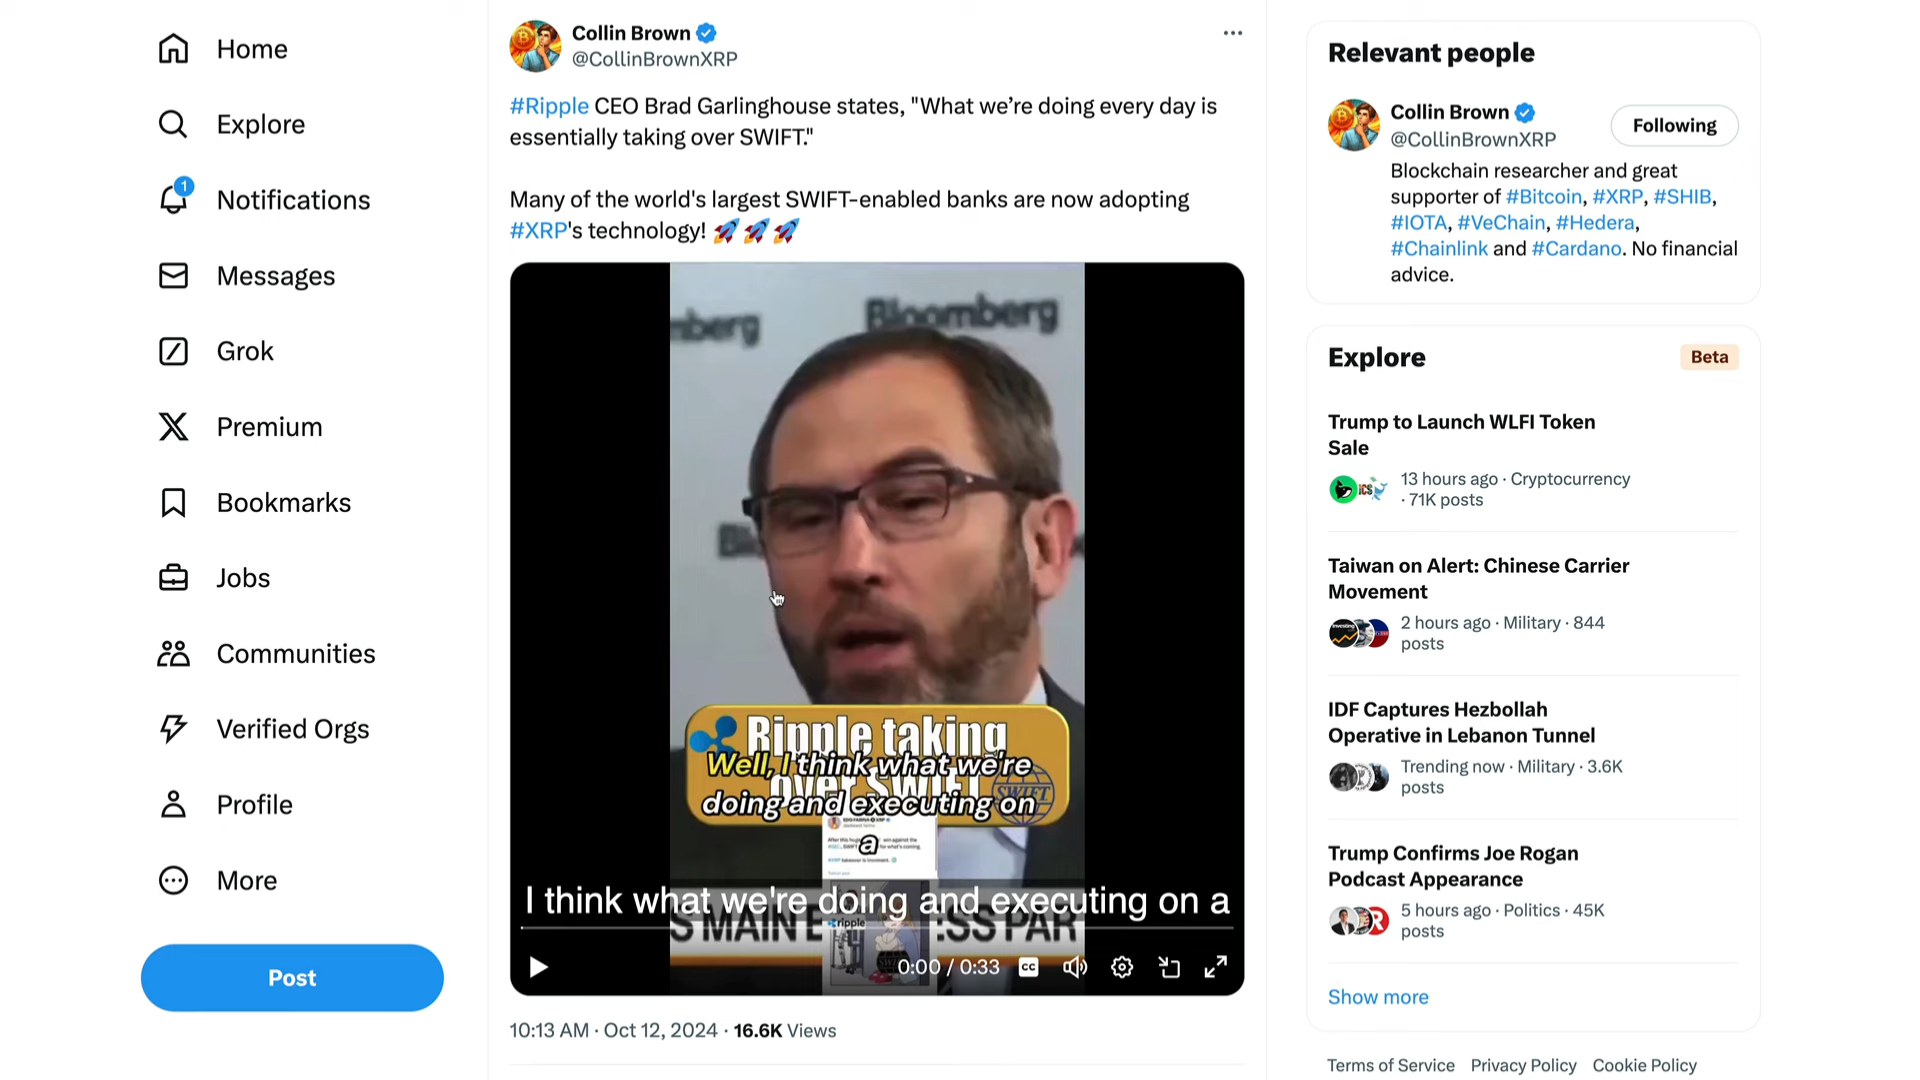 Home
Explore
1
Notifications
Messages
Grok
Premium
Bookmarks
Jobs
Communities
Verified Orgs
Profile
More
Post
Collin Brown
@CollinBrownXRP
#Ripple CEO Brad Garlinghouse states, "What we’re doing every day is
essentially taking over SWIFT."
Many of the world's largest SWIFT-enabled banks are now adopting
#XRP's technology! 🚀🚀🚀
mberg
Bloomberg
Ripple taking
Well, I think what we're
over SWIFT
SWIFT
doing and executing on
a
I think what we're doing and executing on a
ripple
0:00 / 0:33
CC
10:13 AM · Oct 12, 2024 · 16.6K Views
Relevant people
Collin Brown
@CollinBrownXRP
Following
Blockchain researcher and great
supporter of #Bitcoin, #XRP, #SHIB,
#IOTA, #VeChain, #Hedera,
#Chainlink and #Cardano. No financial
advice.
Explore
Beta
Trump to Launch WLFI Token
Sale
13 hours ago · Cryptocurrency
· 71K posts
Taiwan on Alert: Chinese Carrier
Movement
2 hours ago · Military · 844
posts
IDF Captures Hezbollah
Operative in Lebanon Tunnel
Trending now · Military · 3.6K
posts
Trump Confirms Joe Rogan
Podcast Appearance
5 hours ago · Politics · 45K
posts
Show more
Terms of Service Privacy Policy Cookie Policy